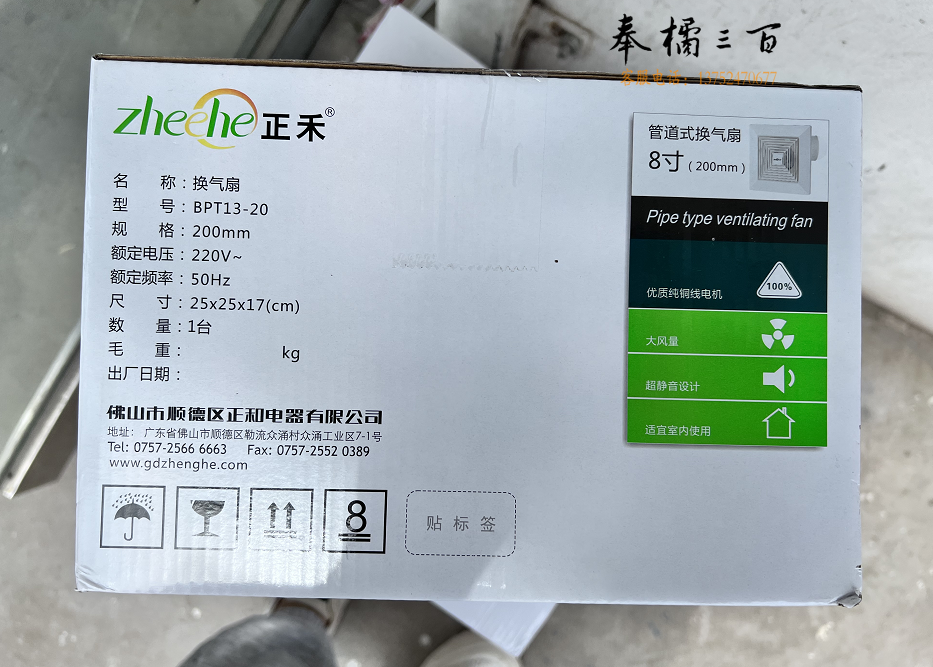 奉橘三百
zheehe 正禾®
名 称：换气扇
型 号：BPT13-20
规 格：200mm
额定电压：220V~
额定频率：50Hz
尺 寸：25x25x17(cm)
数 量：1台
毛 重： kg
出厂日期：
佛山市顺德区正和电器有限公司
地址： 广东省佛山市顺德区勒流众涌村众涌工业区7-1号
Tel: 0757-2566 6663 Fax: 0757-2552 0389
www.gdzhenghe.com
8
贴 标 签
管道式换气扇
8寸（200mm）
Pipe type ventilating fan
优质纯铜线电机
100%
大风量
超静音设计
适宜室内使用